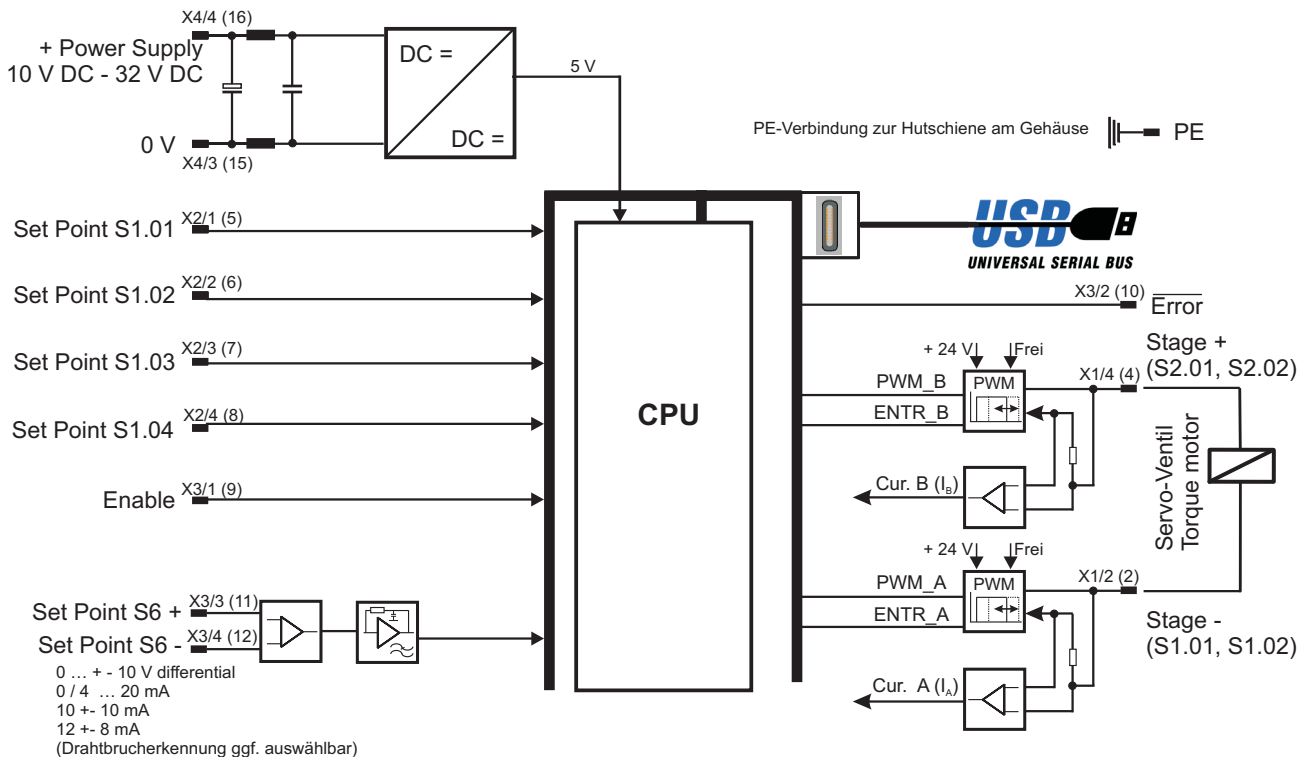 X4/4 (16)
+ Power Supply
10 V DC - 32 V DC
0 V
X4/3 (15)
DC =
DC =
5 V
PE-Verbindung zur Hutschiene am Gehäuse
PE
Set Point S1.01
X2/1 (5)
Set Point S1.02
X2/2 (6)
Set Point S1.03
X2/3 (7)
Set Point S1.04
X2/4 (8)
Enable
X3/1 (9)
Set Point S6 +
X3/3 (11)
Set Point S6 -
X3/4 (12)
0 ... + - 10 V differential
0 / 4 ... 20 mA
10 +- 10 mA
12 +- 8 mA
(Drahtbrucherkennung ggf. auswählbar)
CPU
USB
UNIVERSAL SERIAL BUS
X3/2 (10)
Error
+ 24 V
Frei
PWM_B
ENTR_B
PWM
X1/4 (4)
Stage +
(S2.01, S2.02)
Cur. B (I_B)
Servo-Ventil
Torque motor
+ 24 V
Frei
PWM_A
ENTR_A
PWM
X1/2 (2)
Stage -
(S1.01, S1.02)
Cur. A (I_A)